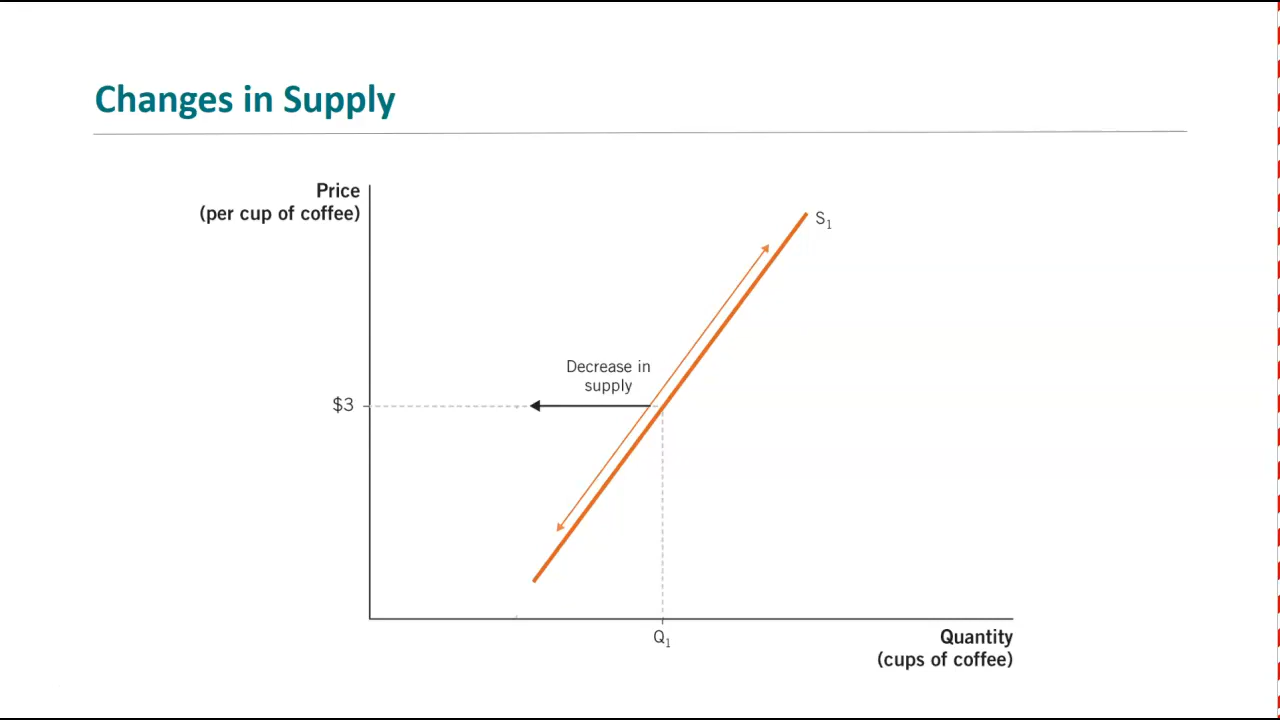 Changes in Supply
Price
(per cup of coffee)
S₁
Decrease in
supply
$3
Q₁
Quantity
(cups of coffee)